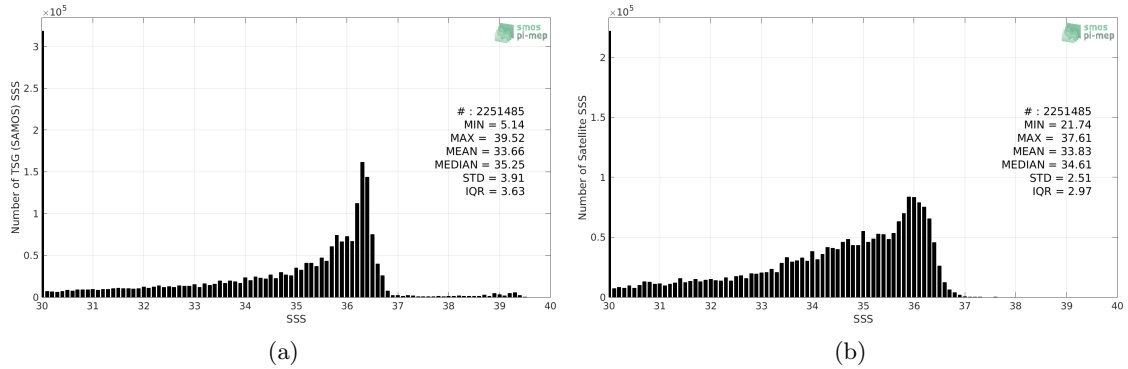 ×10⁵
smos
pi-mep
3
2.5
2
1.5
1
0.5
0
Number of TSG (SAMOS) SSS
# : 2251485
MIN = 5.14
MAX = 39.52
MEAN = 33.66
MEDIAN = 35.25
STD = 3.91
IQR = 3.63
30 31 32 33 34 35 36 37 38 39 40
SSS
(a)
×10⁵
smos
pi-mep
2
1.5
1
0.5
0
Number of Satellite SSS
# : 2251485
MIN = 21.74
MAX = 37.61
MEAN = 33.83
MEDIAN = 34.61
STD = 2.51
IQR = 2.97
30 31 32 33 34 35 36 37 38 39 40
SSS
(b)